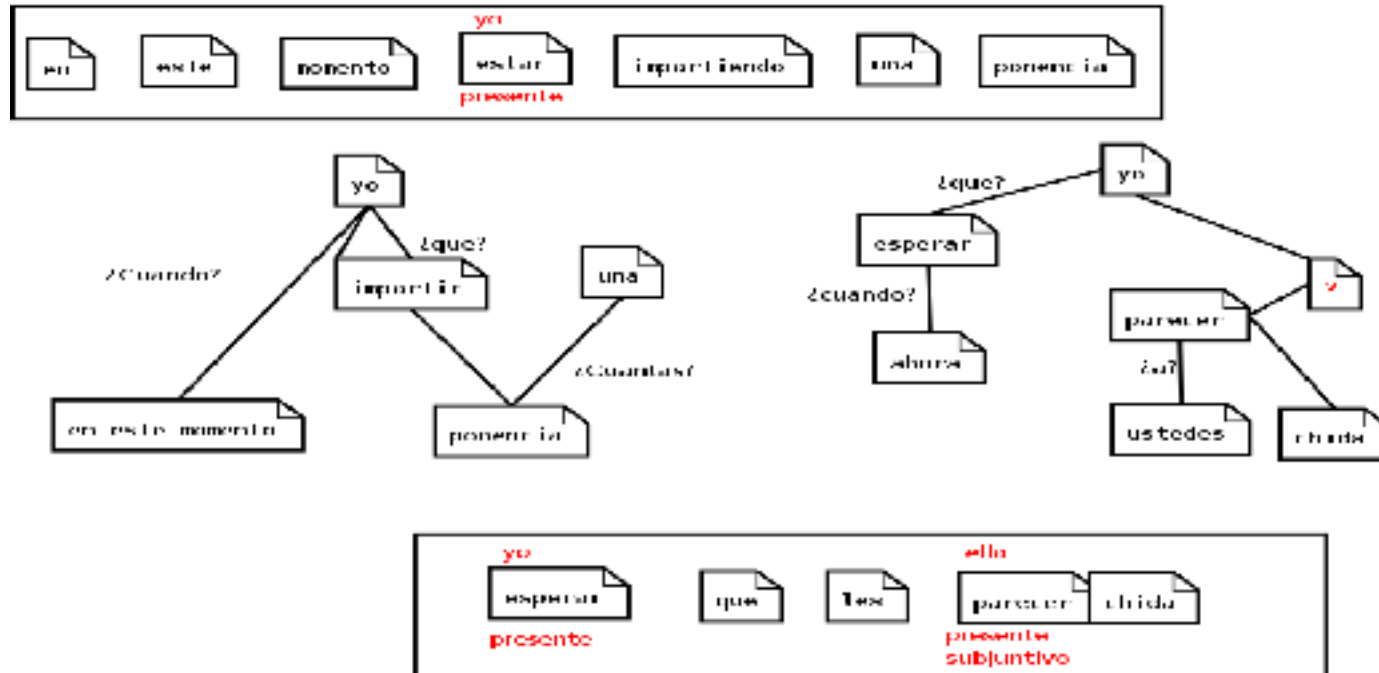 yo
en este momento estar impartiendo una ponencia
presente
yo
¿que?
una
impartir
¿Cuando?
¿Cuantas?
en este momento
ponencia
yo
¿que?
esperar
y
¿cuando?
parecer
ahora
¿a?
ustedes
chida
yo
ella
esperar que les parecer chida
presente
presente
subjuntivo